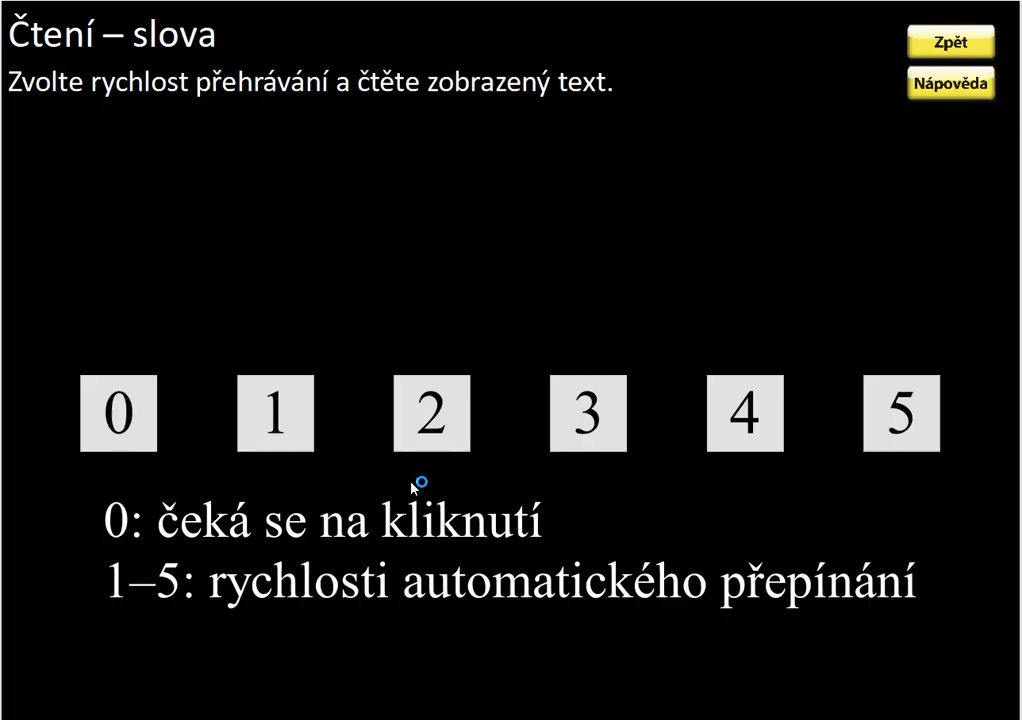 Čtení – slova
Zpět
Zvolte rychlost přehrávání a čtěte zobrazený text.
Nápověda
0 1 2 3 4 5
0: čeká se na kliknutí
1–5: rychlosti automatického přepínání